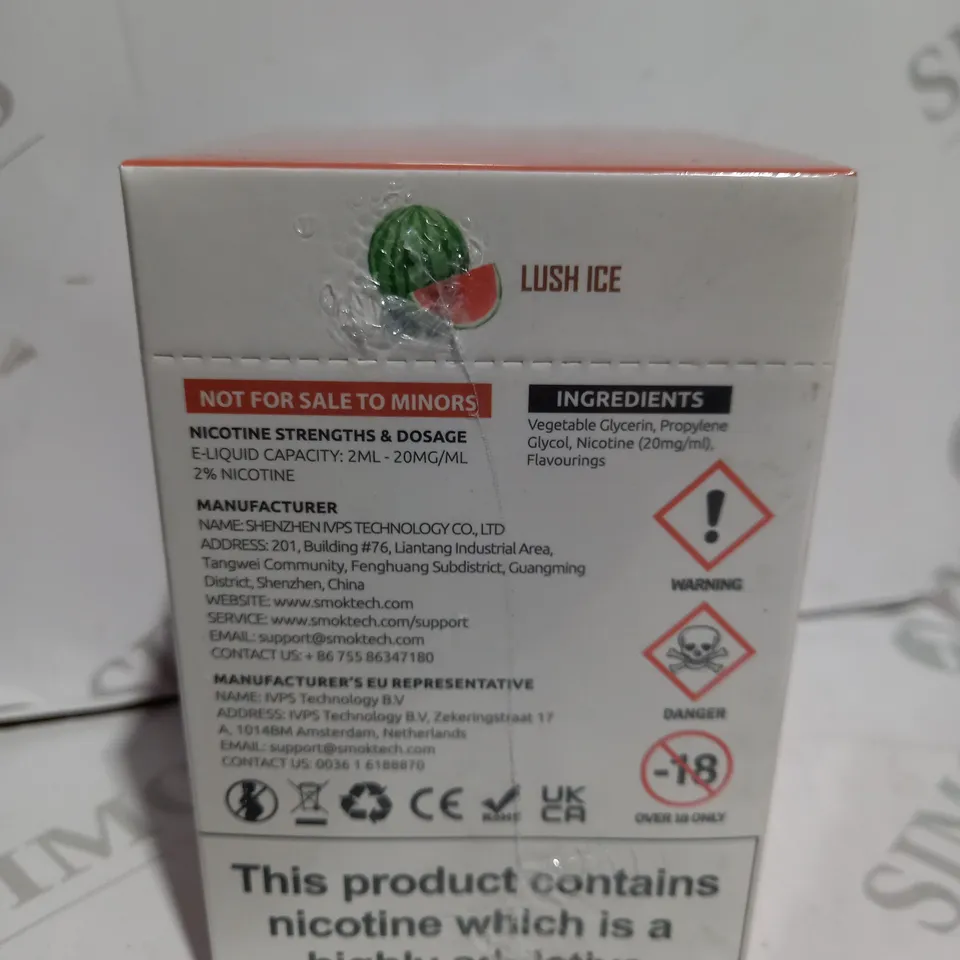 LUSH ICE
NOT FOR SALE TO MINORS
NICOTINE STRENGTHS & DOSAGE
E-LIQUID CAPACITY: 2ML - 20MG/ML
2% NICOTINE
MANUFACTURER
NAME: SHENZHEN IVPS TECHNOLOGY CO., LTD
ADDRESS: 201, Building #76, Liantang Industrial Area,
Tangwei Community, Fenghuang Subdistrict, Guangming
District, Shenzhen, China
WEBSITE: www.smoktech.com
SERVICE: www.smoktech.com/support
EMAIL: support@smoktech.com
CONTACT US: + 86 755 86347180
MANUFACTURER'S EU REPRESENTATIVE
NAME: IVPS Technology B.V
ADDRESS: IVPS Technology B.V, Zekeringstraat 17
A, 1014BM Amsterdam, Netherlands
EMAIL: support@smoktech.com
CONTACT US: 0036 1 6188870
CE
RoHS
UK
CA
INGREDIENTS
Vegetable Glycerin, Propylene
Glycol, Nicotine (20mg/ml),
Flavourings
WARNING
DANGER
-18
OVER 18 ONLY
This product contains
nicotine which is a
highly